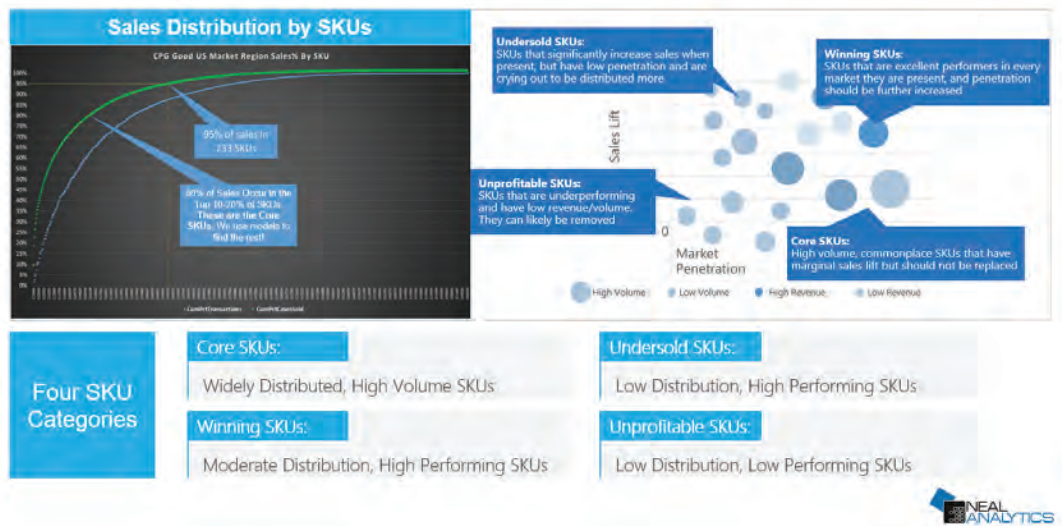 Sales Distribution by SKUs
CPG Good US Market Region Sales% By SKU
100%
95%
90%
85%
80%
75%
70%
65%
60%
55%
50%
45%
40%
35%
30%
25%
20%
15%
10%
5%
0%
95% of sales in
233 SKUs
80% of Sales Occur in the
Top 10-20% of SKUs
These are the Core
SKUs. We use models to
find the rest!
Undersold SKUs:
SKUs that significantly increase sales when
present, but have low penetration and are
crying out to be distributed more
Winning SKUs:
SKUs that are excellent performers in every
market they are present, and penetration
should be further increased
Sales Lift
Unprofitable SKUs:
SKUs that are underperforming
and have low revenue/volume.
They can likely be removed
0
Market
Penetration
Core SKUs:
High volume, commonplace SKUs that have
marginal sales lift but should not be replaced
High Volume
Low Volume
High Revenue
Low Revenue
Four SKU
Categories
Core SKUs:
Widely Distributed, High Volume SKUs
Winning SKUs:
Moderate Distribution, High Performing SKUs
Undersold SKUs:
Low Distribution, High Performing SKUs
Unprofitable SKUs:
Low Distribution, Low Performing SKUs
NEAL
ANALYTICS